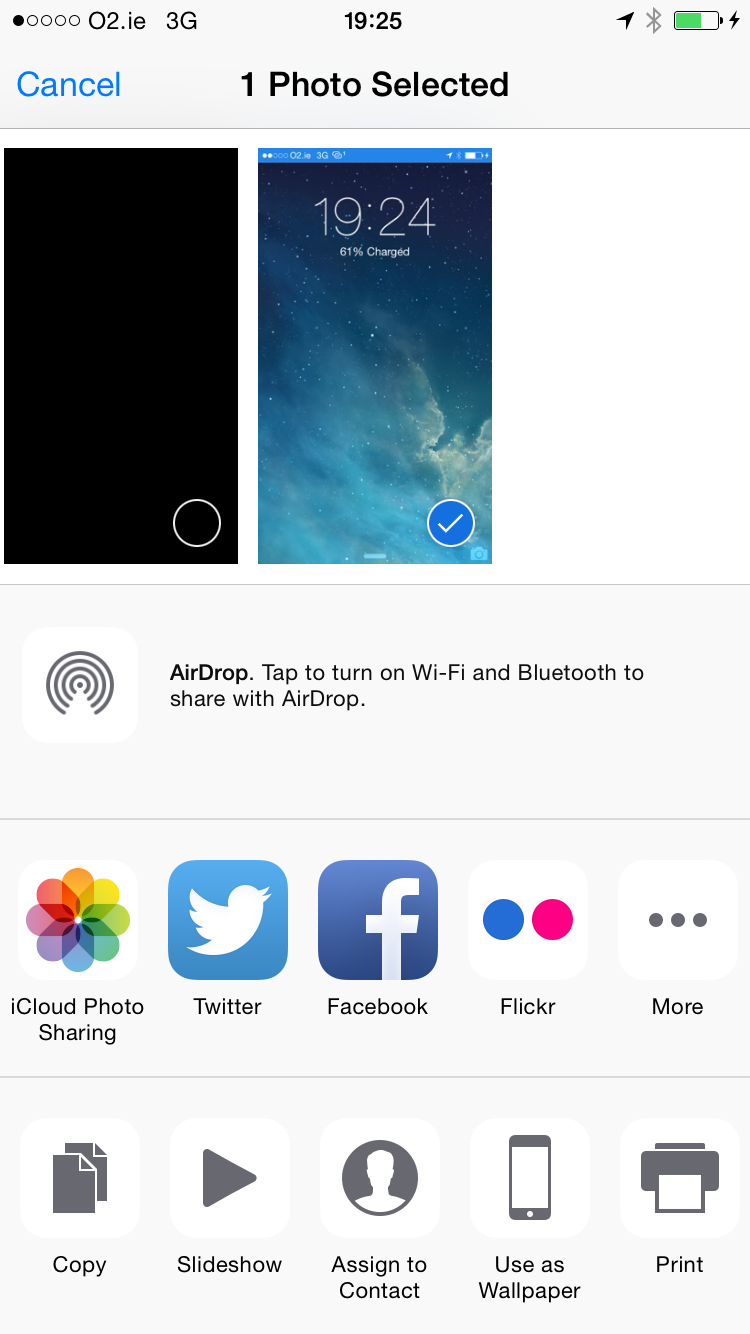 O2.ie 3G 19:25
Cancel 1 Photo Selected
O2.ie 3G 1
19:24
61% Charged
AirDrop. Tap to turn on Wi-Fi and Bluetooth to
share with AirDrop.
iCloud Photo
Sharing
Twitter
Facebook
Flickr
More
Copy
Slideshow
Assign to
Contact
Use as
Wallpaper
Print